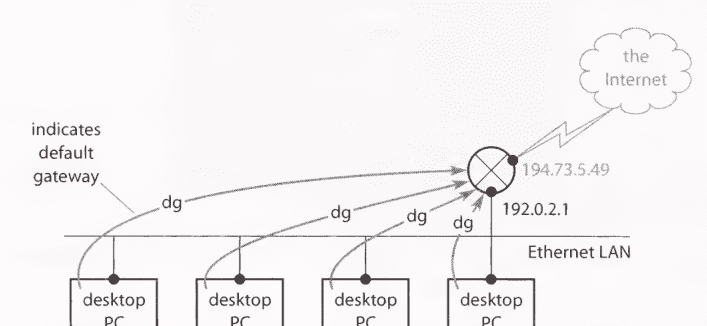 the
Internet
indicates
default
gateway
194.73.5.49
dg
dg
dg
dg
192.0.2.1
Ethernet LAN
desktop
PC
desktop
PC
desktop
PC
desktop
PC